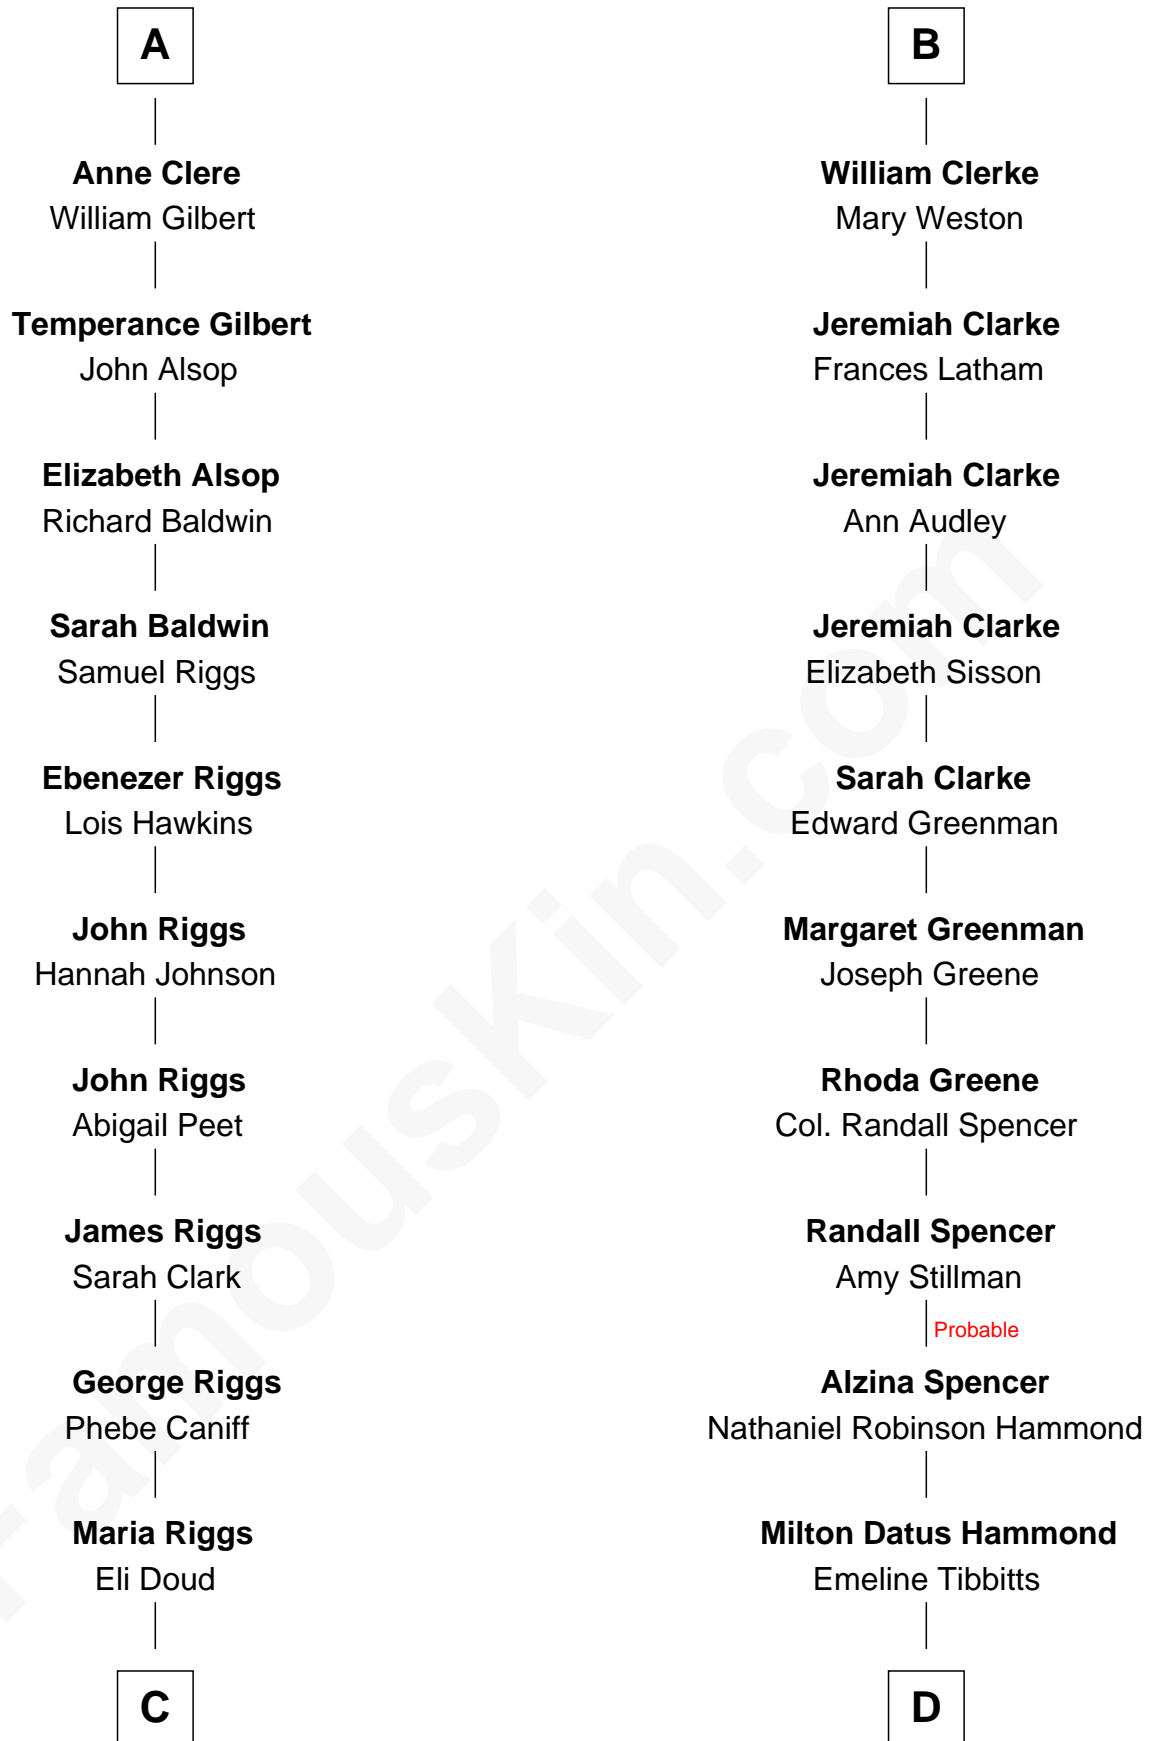 A
Anne Clere
William Gilbert
Temperance Gilbert
John Alsop
Elizabeth Alsop
Richard Baldwin
Sarah Baldwin
Samuel Riggs
Ebenezer Riggs
Lois Hawkins
John Riggs
Hannah Johnson
John Riggs
Abigail Peet
James Riggs
Sarah Clark
George Riggs
Phebe Caniff
Maria Riggs
Eli Doud
C
B
William Clerke
Mary Weston
Jeremiah Clarke
Frances Latham
Jeremiah Clarke
Ann Audley
Jeremiah Clarke
Elizabeth Sisson
Sarah Clarke
Edward Greenman
Margaret Greenman
Joseph Greene
Rhoda Greene
Col. Randall Spencer
Randall Spencer
Amy Stillman
Probable
Alzina Spencer
Nathaniel Robinson Hammond
Milton Datus Hammond
Emeline Tibbitts
D
FamousKin.com